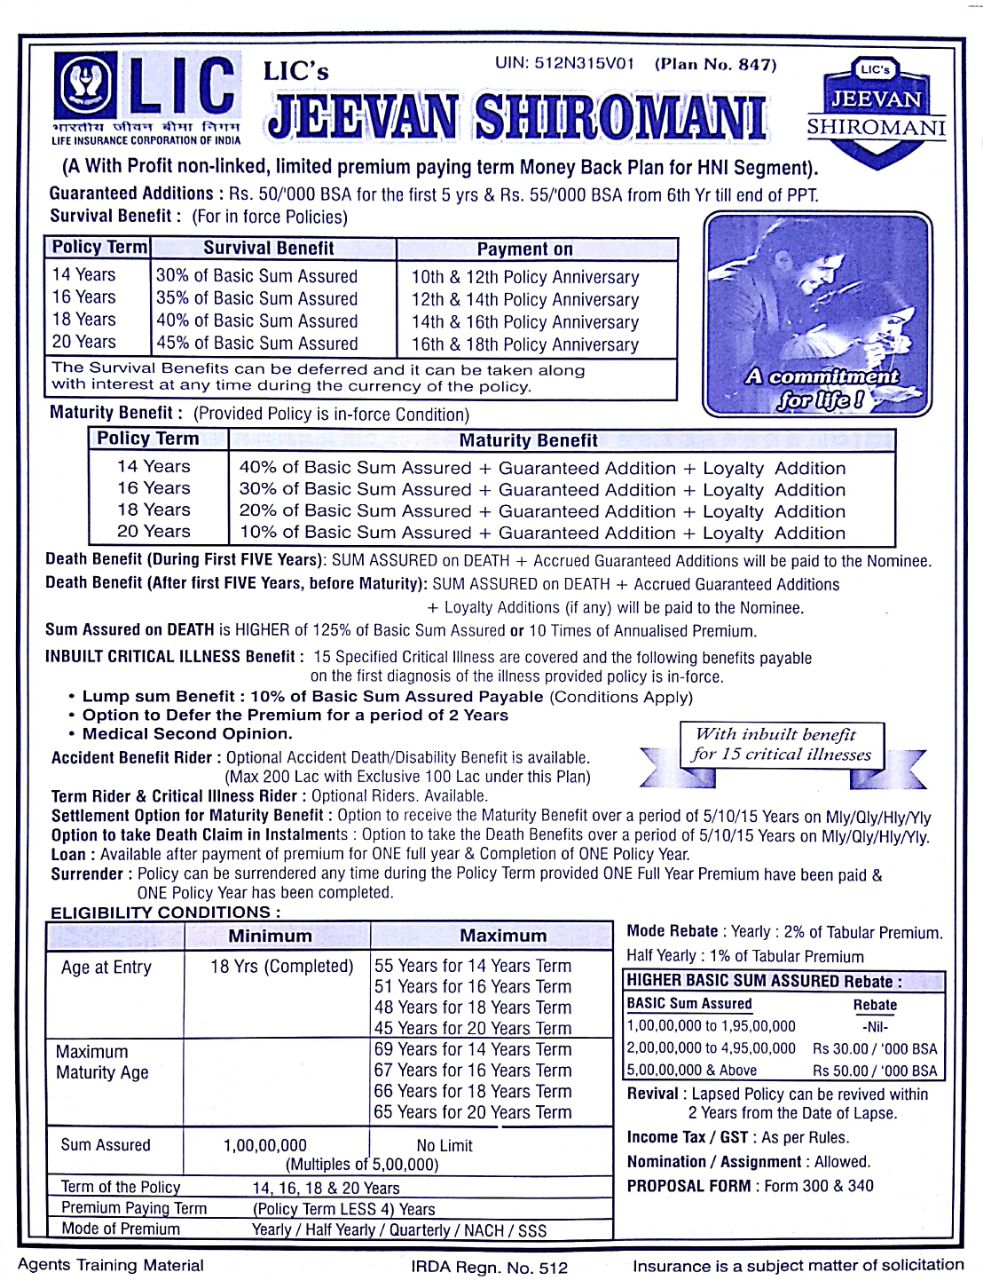 UIN: 512N315V01 (Plan No. 847)
LIC
भारतीय जीवन बीमा निगम
LIFE INSURANCE CORPORATION OF INDIA
LIC's
JEEVAN SHIROMANI
LIC's
JEEVAN
SHIROMANI
(A With Profit non-linked, limited premium paying term Money Back Plan for HNI Segment).
Guaranteed Additions : Rs. 50/'000 BSA for the first 5 yrs & Rs. 55/'000 BSA from 6th Yr till end of PPT.
Survival Benefit : (For in force Policies)
Policy Term Survival Benefit Payment on
14 Years 30% of Basic Sum Assured 10th & 12th Policy Anniversary
16 Years 35% of Basic Sum Assured 12th & 14th Policy Anniversary
18 Years 40% of Basic Sum Assured 14th & 16th Policy Anniversary
20 Years 45% of Basic Sum Assured 16th & 18th Policy Anniversary
The Survival Benefits can be deferred and it can be taken along
with interest at any time during the currency of the policy.
A commitment
for life !
Maturity Benefit : (Provided Policy is in-force Condition)
Policy Term Maturity Benefit
14 Years 40% of Basic Sum Assured + Guaranteed Addition + Loyalty Addition
16 Years 30% of Basic Sum Assured + Guaranteed Addition + Loyalty Addition
18 Years 20% of Basic Sum Assured + Guaranteed Addition + Loyalty Addition
20 Years 10% of Basic Sum Assured + Guaranteed Addition + Loyalty Addition
Death Benefit (During First FIVE Years): SUM ASSURED on DEATH + Accrued Guaranteed Additions will be paid to the Nominee.
Death Benefit (After first FIVE Years, before Maturity): SUM ASSURED on DEATH + Accrued Guaranteed Additions
+ Loyalty Additions (if any) will be paid to the Nominee.
Sum Assured on DEATH is HIGHER of 125% of Basic Sum Assured or 10 Times of Annualised Premium.
INBUILT CRITICAL ILLNESS Benefit : 15 Specified Critical Illness are covered and the following benefits payable
on the first diagnosis of the illness provided policy is in-force.
• Lump sum Benefit : 10% of Basic Sum Assured Payable (Conditions Apply)
• Option to Defer the Premium for a period of 2 Years
• Medical Second Opinion.
With inbuilt benefit
for 15 critical illnesses
Accident Benefit Rider : Optional Accident Death/Disability Benefit is available.
(Max 200 Lac with Exclusive 100 Lac under this Plan)
Term Rider & Critical Illness Rider : Optional Riders. Available.
Settlement Option for Maturity Benefit : Option to receive the Maturity Benefit over a period of 5/10/15 Years on Mly/Qly/Hly/Yly
Option to take Death Claim in Instalments : Option to take the Death Benefits over a period of 5/10/15 Years on Mly/Qly/Hly/Yly.
Loan : Available after payment of premium for ONE full year & Completion of ONE Policy Year.
Surrender : Policy can be surrendered any time during the Policy Term provided ONE Full Year Premium have been paid &
ONE Policy Year has been completed.
ELIGIBILITY CONDITIONS :
Minimum Maximum
Age at Entry 18 Yrs (Completed) 55 Years for 14 Years Term
51 Years for 16 Years Term
48 Years for 18 Years Term
45 Years for 20 Years Term
Maximum 69 Years for 14 Years Term
Maturity Age 67 Years for 16 Years Term
66 Years for 18 Years Term
65 Years for 20 Years Term
Sum Assured 1,00,00,000 No Limit
(Multiples of 5,00,000)
Term of the Policy 14, 16, 18 & 20 Years
Premium Paying Term (Policy Term LESS 4) Years
Mode of Premium Yearly / Half Yearly / Quarterly / NACH / SSS
Mode Rebate : Yearly : 2% of Tabular Premium.
Half Yearly : 1% of Tabular Premium
HIGHER BASIC SUM ASSURED Rebate :
BASIC Sum Assured Rebate
1,00,00,000 to 1,95,00,000 -Nil-
2,00,00,000 to 4,95,00,000 Rs 30.00 / '000 BSA
5,00,00,000 & Above Rs 50.00 / '000 BSA
Revival : Lapsed Policy can be revived within
2 Years from the Date of Lapse.
Income Tax / GST : As per Rules.
Nomination / Assignment : Allowed.
PROPOSAL FORM : Form 300 & 340
Agents Training Material IRDA Regn. No. 512 Insurance is a subject matter of solicitation